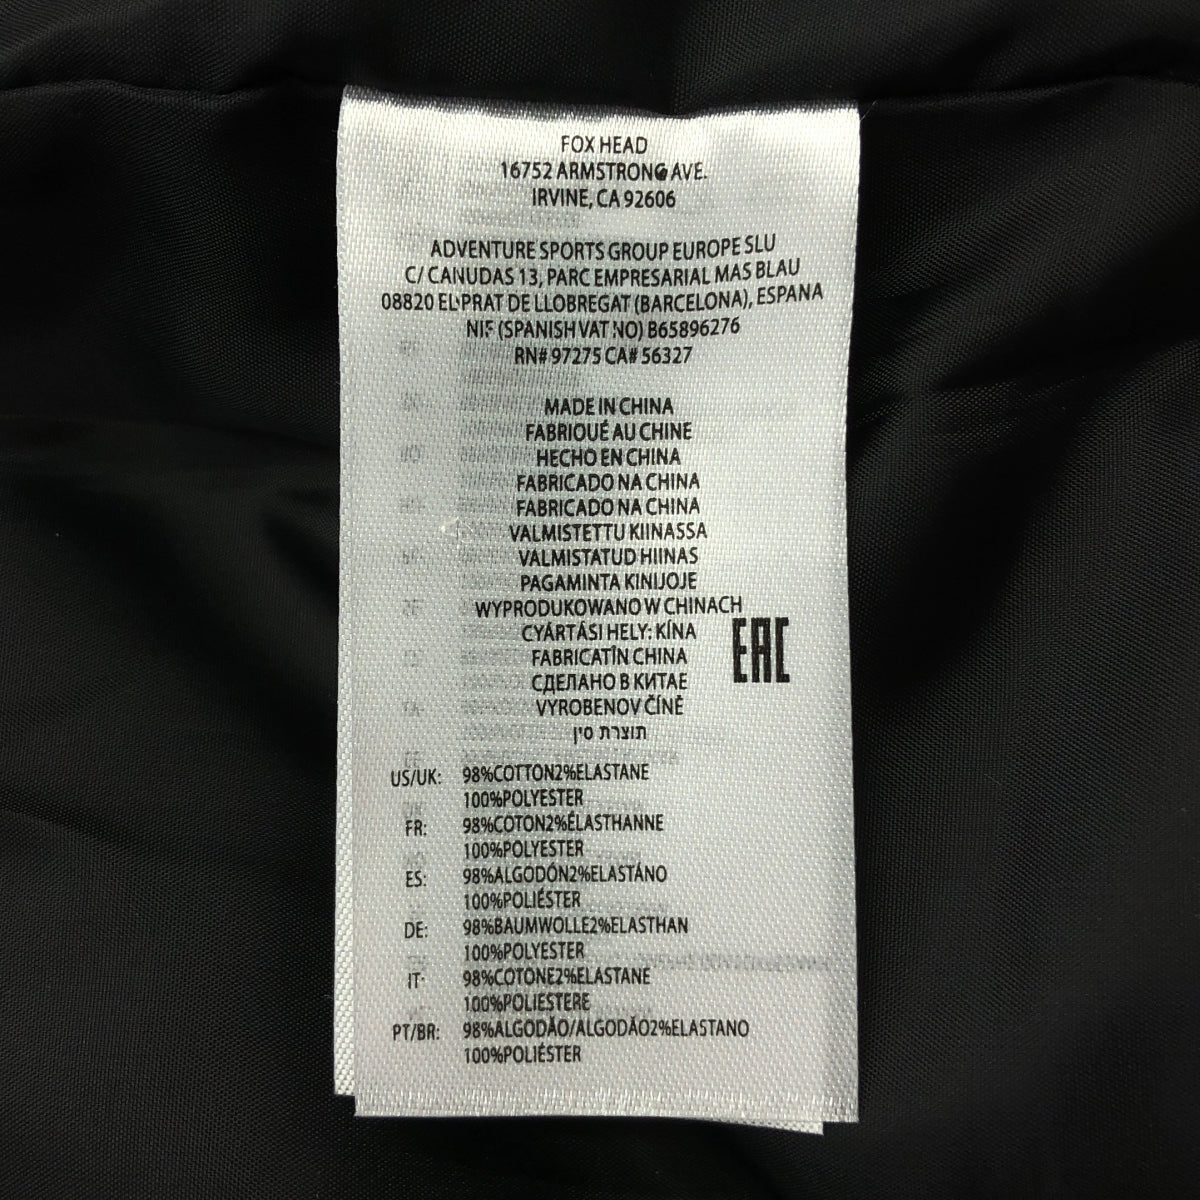 FOX HEAD
16752 ARMSTRONG AVE.
IRVINE, CA 92606
ADVENTURE SPORTS GROUP EUROPE SLU
C/ CANUDAS 13, PARC EMPRESARIAL MAS BLAU
08820 EL PRAT DE LLOBREGAT (BARCELONA), ESPANA
NIF (SPANISH VAT NO) B65896276
RN# 97275 CA# 56327
MADE IN CHINA
FABRIOUÉ AU CHINE
HECHO EN CHINA
FABRICADO NA CHINA
FABRICADO NA CHINA
VALMISTETTU KIINASSA
VALMISTATUD HIINAS
PAGAMINTA KINIJOJE
WYPRODUKOWANO W CHINACH
CYÁRTÁSI HELY: KÍNA
FABRICATÎN CHINA
СДЕЛАНО В КИТАЕ
VYROBENOV ČÍNĚ
תוצרת סין
EAC
US/UK: 98%COTTON2%ELASTANE
100%POLYESTER
FR: 98%COTON2%ÉLASTHANNE
100%POLYESTER
ES: 98%ALGODÓN2%ELASTÁNO
100%POLIÉSTER
DE: 98%BAUMWOLLE2%ELASTHAN
100%POLYESTER
IT: 98%COTONE2%ELASTANE
100%POLIESTERE
PT/BR: 98%ALGODÃO/ALGODÃO2%ELASTANO
100%POLIÉSTER